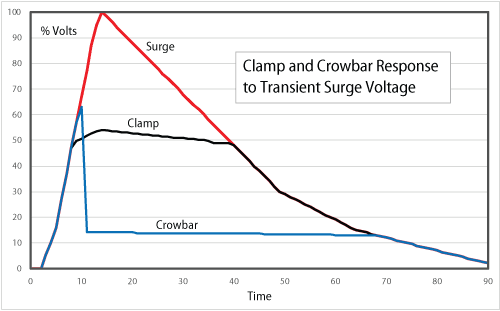 100
90
80
70
60
50
40
30
20
10
0
% Volts
Surge
Clamp and Crowbar Response
to Transient Surge Voltage
Clamp
Crowbar
0 10 20 30 40 50 60 70 80 90
Time